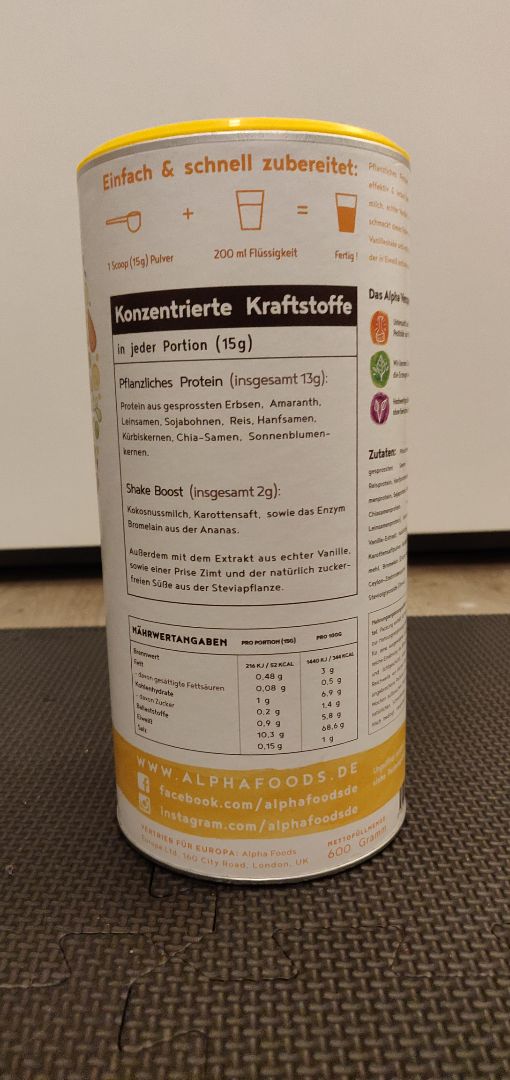 Einfach & schnell zubereitet:
+ =
1 Scoop (15g) Pulver
200 ml Flüssigkeit
Fertig!
Konzentrierte Kraftstoffe
in jeder Portion (15g)
Pflanzliches Protein (insgesamt 13g):
Protein aus gesprossten Erbsen, Amaranth,
Leinsamen, Sojabohnen, Reis, Hanfsamen,
Kürbiskernen, Chia-Samen, Sonnenblumen-
kernen.
Shake Boost (insgesamt 2g):
Kokosnussmilch, Karottensaft, sowie das Enzym
Bromelain aus der Ananas.
Außerdem mit dem Extrakt aus echter Vanille,
sowie einer Prise Zimt und der natürlich zucker-
freien Süße aus der Steviapflanze.
NÄHRWERTANGABEN PRO PORTION (15G) PRO 100G
Brennwert 216 KJ / 52 KCAL 1440 KJ / 344 KCAL
Fett 0,48 g 3 g
- davon gesättigte Fettsäuren 0,08 g 0,5 g
Kohlenhydrate 1 g 6,9 g
- davon Zucker 0,2 g 1,4 g
Ballaststoffe 0,9 g 5,8 g
Eiweiß 10,3 g 68,6 g
Salz 0,15 g 1 g
WWW.ALPHAFOODS.DE
facebook.com/alphafoodsde
instagram.com/alphafoodsde
VERTRIEB FÜR EUROPA: Alpha Foods
Europe Ltd, 160 City Road, London, UK
NETTOFÜLLMENGE
600 Gramm
Pflanzliches
effektiv &
milch, echter
schmeckt
der
Das Alpha
Zutaten:
gesprossten